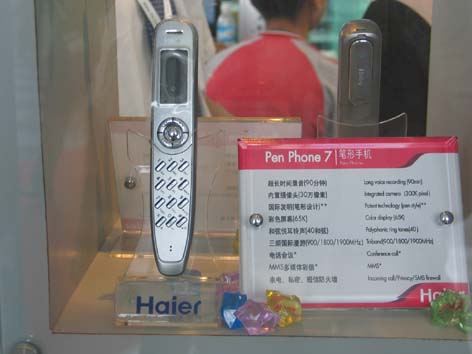 Pen Phone 7 笔形手机
超长时间录音(90分钟) Long voice recording (90min)
内置摄像头(30万像素) Integrated camera (300K pixel)
国际发明(笔形设计)** Patent technology (pen style)**
彩色屏幕(65K) Color display (65K)
和弦悦耳铃声(40和弦) Polyphonic ring tones(40)
三频国际漫游(900/1800/1900MHz) Triband(900/1800/1900MHz)
电话会议* Conference call*
MMS多媒体彩信* MMS*
来电、私密、短信防火墙 Incoming call/Privacy/SMS firewall
Haier
Haier